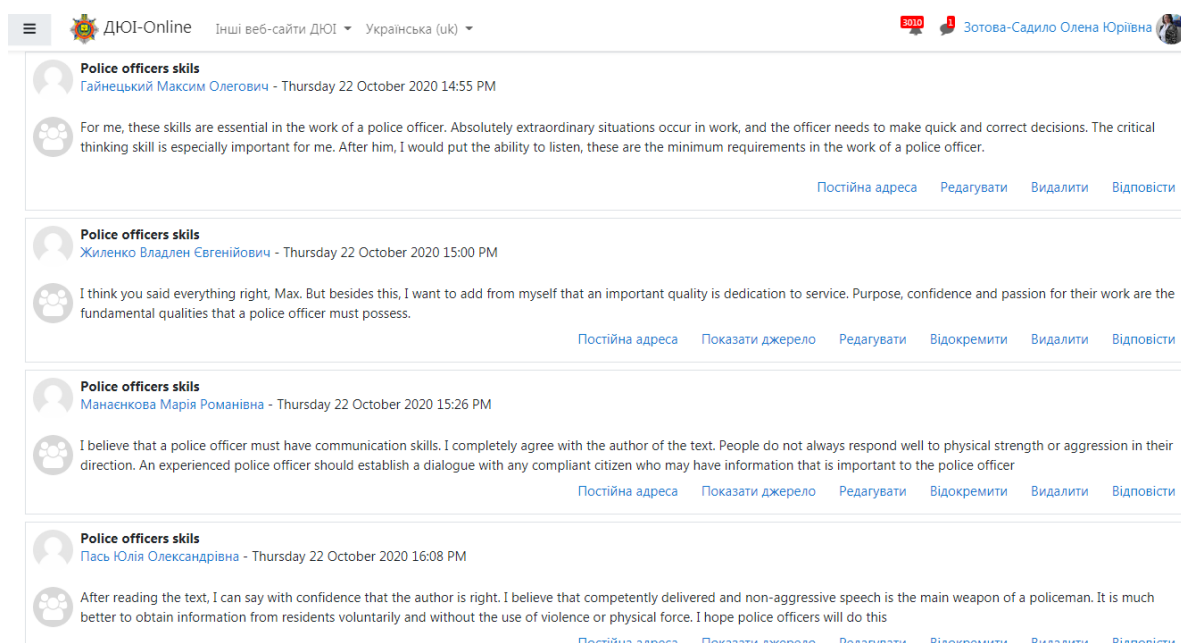 ДЮІ-Online Інші веб-сайти ДЮІ Українська (uk) 3010 1 Зотова-Садило Олена Юріївна
Police officers skils
Гайнецький Максим Олегович - Thursday 22 October 2020 14:55 PM
For me, these skills are essential in the work of a police officer. Absolutely extraordinary situations occur in work, and the officer needs to make quick and correct decisions. The critical
thinking skill is especially important for me. After him, I would put the ability to listen, these are the minimum requirements in the work of a police officer.
Постійна адреса Редагувати Видалити Відповісти
Police officers skils
Жиленко Владлен Євгенійович - Thursday 22 October 2020 15:00 PM
I think you said everything right, Max. But besides this, I want to add from myself that an important quality is dedication to service. Purpose, confidence and passion for their work are the
fundamental qualities that a police officer must possess.
Постійна адреса Показати джерело Редагувати Відокремити Видалити Відповісти
Police officers skils
Манаєнкова Марія Романівна - Thursday 22 October 2020 15:26 PM
I believe that a police officer must have communication skills. I completely agree with the author of the text. People do not always respond well to physical strength or aggression in their
direction. An experienced police officer should establish a dialogue with any compliant citizen who may have information that is important to the police officer
Постійна адреса Показати джерело Редагувати Відокремити Видалити Відповісти
Police officers skils
Пась Юлія Олександрівна - Thursday 22 October 2020 16:08 PM
After reading the text, I can say with confidence that the author is right. I believe that competently delivered and non-aggressive speech is the main weapon of a policeman. It is much
better to obtain information from residents voluntarily and without the use of violence or physical force. I hope police officers will do this
Постійна адреса Показати джерело Редагувати Відокремити Видалити Відповісти